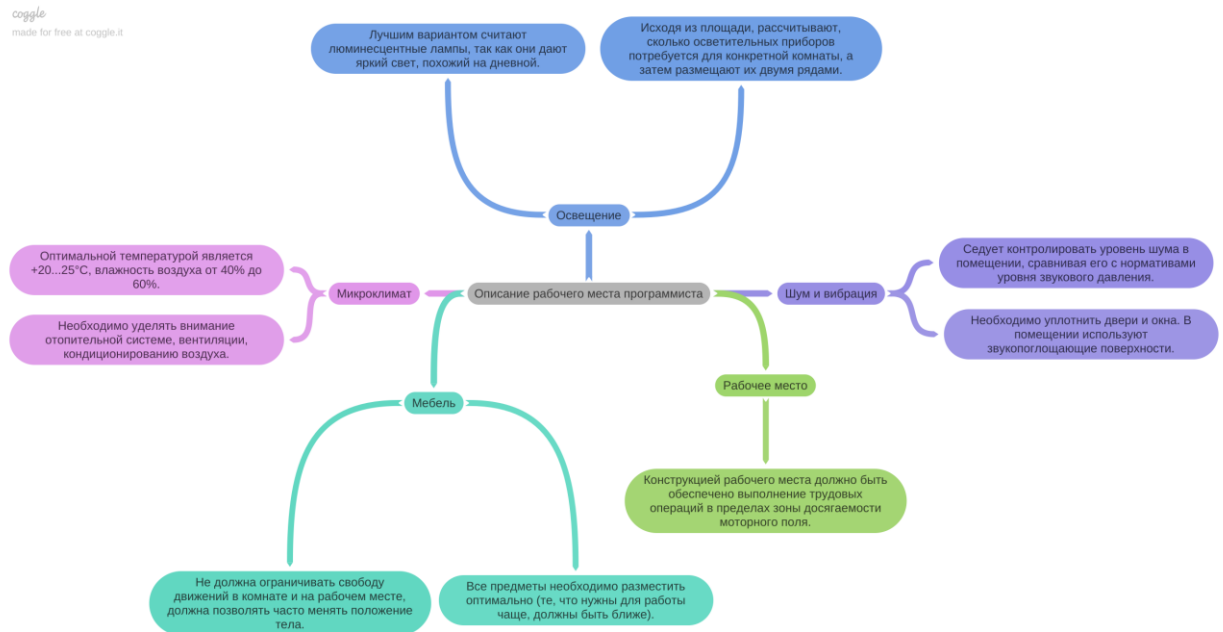 coggle
made for free at coggle.it
Лучшим вариантом считают
люминесцентные лампы, так как они дают
яркий свет, похожий на дневной.
Исходя из площади, рассчитывают,
сколько осветительных приборов
потребуется для конкретной комнаты, а
затем размещают их двумя рядами.
Освещение
Оптимальной температурой является
+20...25°C, влажность воздуха от 40% до
60%.
Необходимо уделять внимание
отопительной системе, вентиляции,
кондиционированию воздуха.
Микроклимат
Описание рабочего места программиста
Шум и вибрация
Седует контролировать уровень шума в
помещении, сравнивая его с нормативами
уровня звукового давления.
Необходимо уплотнить двери и окна. В
помещении используют
звукопоглощающие поверхности.
Мебель
Рабочее место
Конструкцией рабочего места должно быть
обеспечено выполнение трудовых
операций в пределах зоны досягаемости
моторного поля.
Не должна ограничивать свободу
движений в комнате и на рабочем месте,
должна позволять часто менять положение
тела.
Все предметы необходимо разместить
оптимально (те, что нужны для работы
чаще, должны быть ближе).